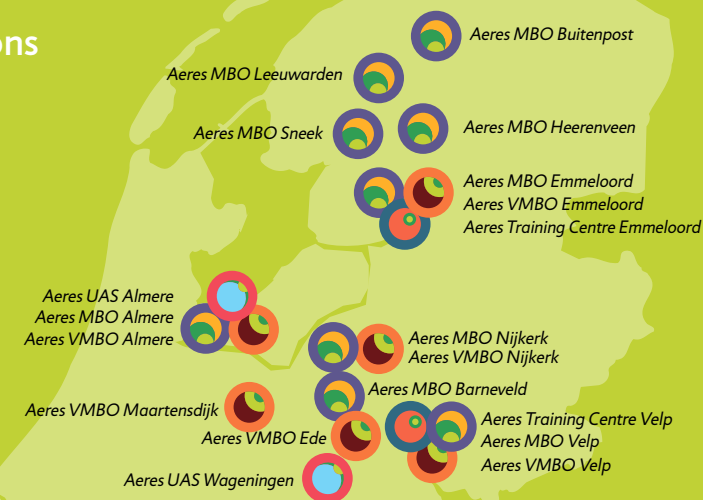 ons
Aeres MBO Buitenpost
Aeres MBO Leeuwarden
Aeres MBO Sneek
Aeres MBO Heerenveen
Aeres MBO Emmeloord
Aeres VMBO Emmeloord
Aeres Training Centre Emmeloord
Aeres UAS Almere
Aeres MBO Almere
Aeres VMBO Almere
Aeres MBO Nijkerk
Aeres VMBO Nijkerk
Aeres MBO Barneveld
Aeres VMBO Maartensdijk
Aeres VMBO Ede
Aeres Training Centre Velp
Aeres MBO Velp
Aeres VMBO Velp
Aeres UAS Wageningen